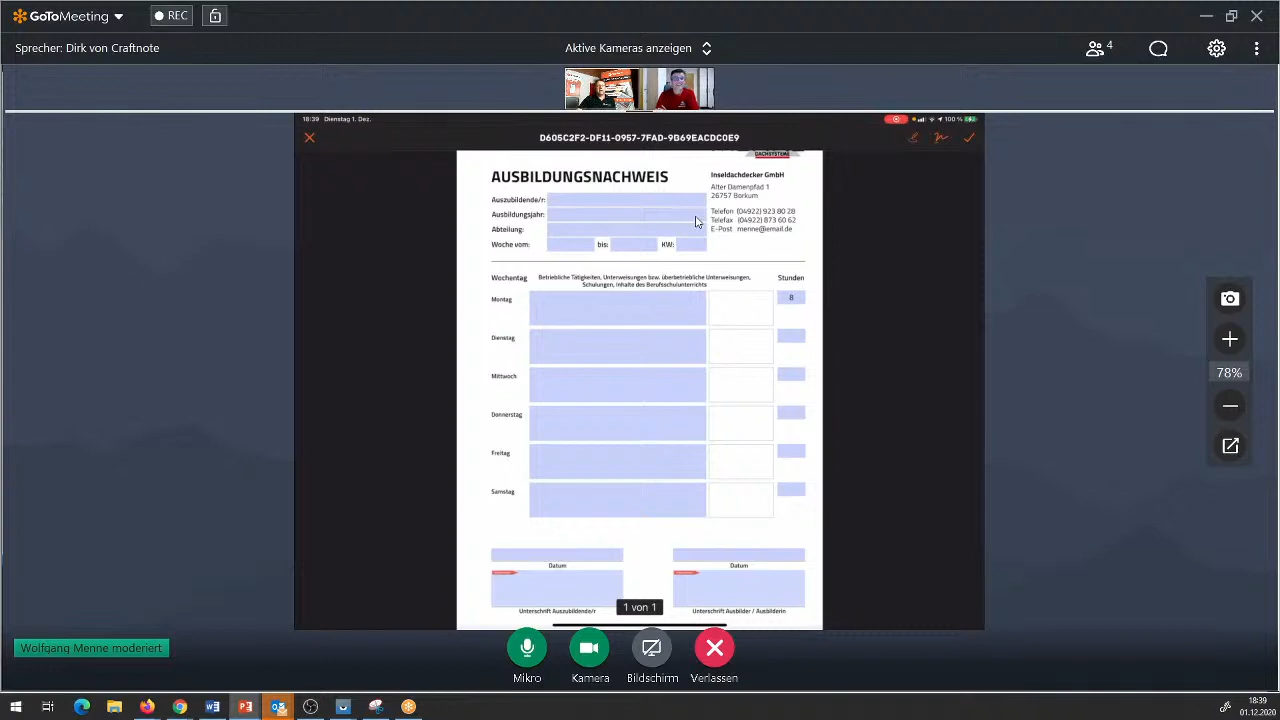 GoToMeeting
REC
Sprecher: Dirk von Craftnote
Aktive Kameras anzeigen
4
18:39 Dienstag 1. Dez.
100 %
D605C2F2-DF11-0957-7FAD-9B69EACDC0E9
DACHSYSTEME
AUSBILDUNGSNACHWEIS
Inseldachdecker GmbH
Alter Damenpfad 1
26757 Borkum
Telefon (04922) 923 80 28
Telefax (04922) 873 60 62
E-Post menne@email.de
Auszubildende/r:
Ausbildungsjahr:
Abteilung:
Woche vom: bis: KW:
Wochentag
Betriebliche Tätigkeiten, Unterweisungen bzw. überbetriebliche Unterweisungen,
Schulungen, Inhalte des Berufsschulunterrichts
Stunden
Montag
8
Dienstag
Mittwoch
Donnerstag
Freitag
Samstag
Datum
Datum
Unterschrift Auszubildende/r
Unterschrift Ausbilder / Ausbilderin
1 von 1
78%
Wolfgang Menne moderiert
Mikro
Kamera
Bildschirm
Verlassen
18:39
01.12.2020